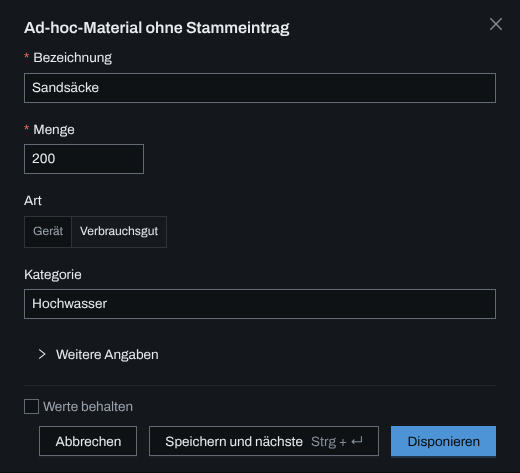 Ad-hoc-Material ohne Stammeintrag
* Bezeichnung
Sandsäcke
* Menge
200
Art
Gerät Verbrauchsgut
Kategorie
Hochwasser
Weitere Angaben
Werte behalten
Abbrechen Speichern und nächste Strg + ↵ Disponieren